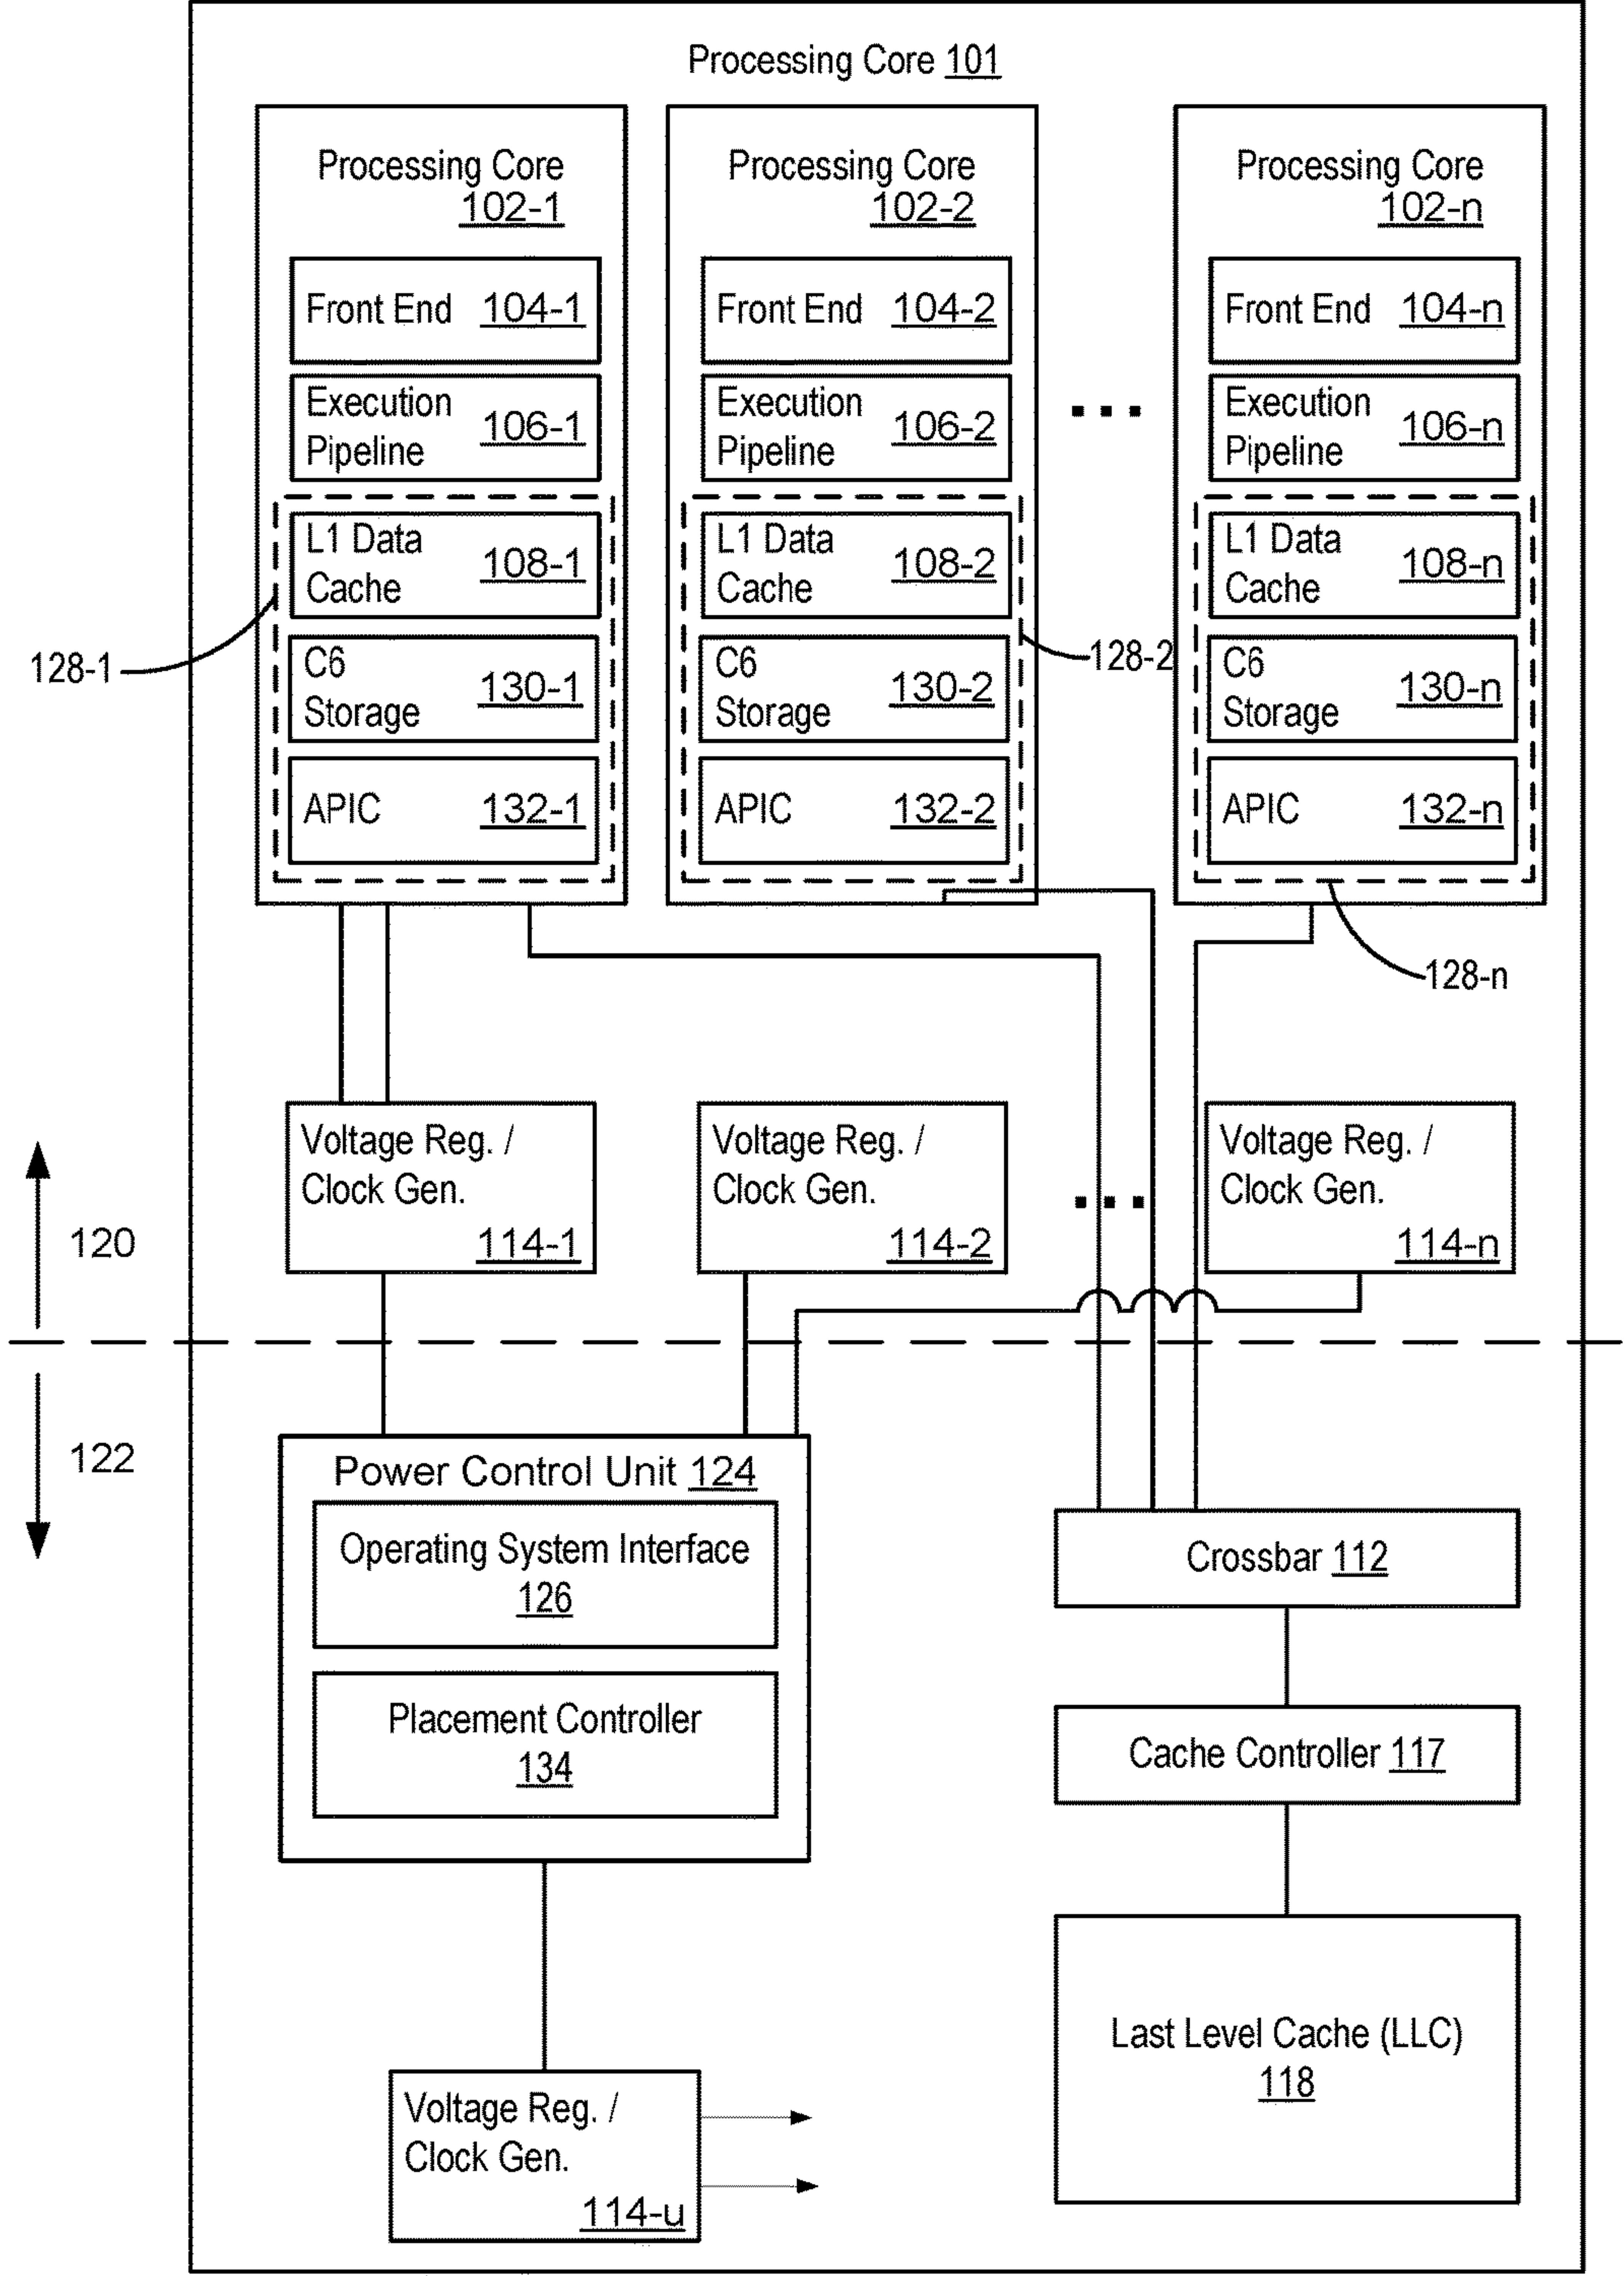 Processing Core 101
Processing Core
102-1
Front End 104-1
Execution
Pipeline 106-1
L1 Data
Cache 108-1
C6
Storage 130-1
APIC 132-1
128-1
Processing Core
102-2
Front End 104-2
Execution
Pipeline 106-2
L1 Data
Cache 108-2
C6
Storage 130-2
APIC 132-2
128-2
...
Processing Core
102-n
Front End 104-n
Execution
Pipeline 106-n
L1 Data
Cache 108-n
C6
Storage 130-n
APIC 132-n
128-n
Voltage Reg. /
Clock Gen.
114-1
Voltage Reg. /
Clock Gen.
114-2
...
Voltage Reg. /
Clock Gen.
114-n
120
122
Power Control Unit 124
Operating System Interface
126
Placement Controller
134
Crossbar 112
Cache Controller 117
Last Level Cache (LLC)
118
Voltage Reg. /
Clock Gen.
114-u